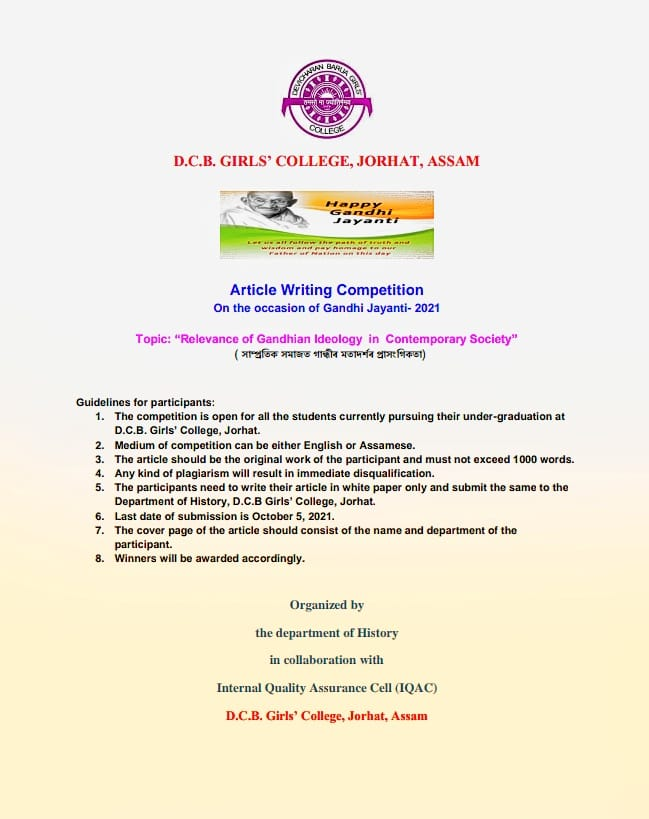 DEVICHARAN BARUA GIRLS'
तमसो मा ज्योतिर्गमय
COLLEGE
D.C.B. GIRLS' COLLEGE, JORHAT, ASSAM
Happy
Gandhi
Jayanti
Let us all follow the path of truth and
wisdom and pay homage to our
Father of Nation on this day
Article Writing Competition
On the occasion of Gandhi Jayanti- 2021
Topic: “Relevance of Gandhian Ideology in Contemporary Society”
( সাম্প্ৰতিক সমাজত গান্ধীৰ মতাদৰ্শৰ প্ৰাসংগিকতা)
Guidelines for participants:
1. The competition is open for all the students currently pursuing their under-graduation at
D.C.B. Girls' College, Jorhat.
2. Medium of competition can be either English or Assamese.
3. The article should be the original work of the participant and must not exceed 1000 words.
4. Any kind of plagiarism will result in immediate disqualification.
5. The participants need to write their article in white paper only and submit the same to the
Department of History, D.C.B Girls' College, Jorhat.
6. Last date of submission is October 5, 2021.
7. The cover page of the article should consist of the name and department of the
participant.
8. Winners will be awarded accordingly.
Organized by
the department of History
in collaboration with
Internal Quality Assurance Cell (IQAC)
D.C.B. Girls' College, Jorhat, Assam